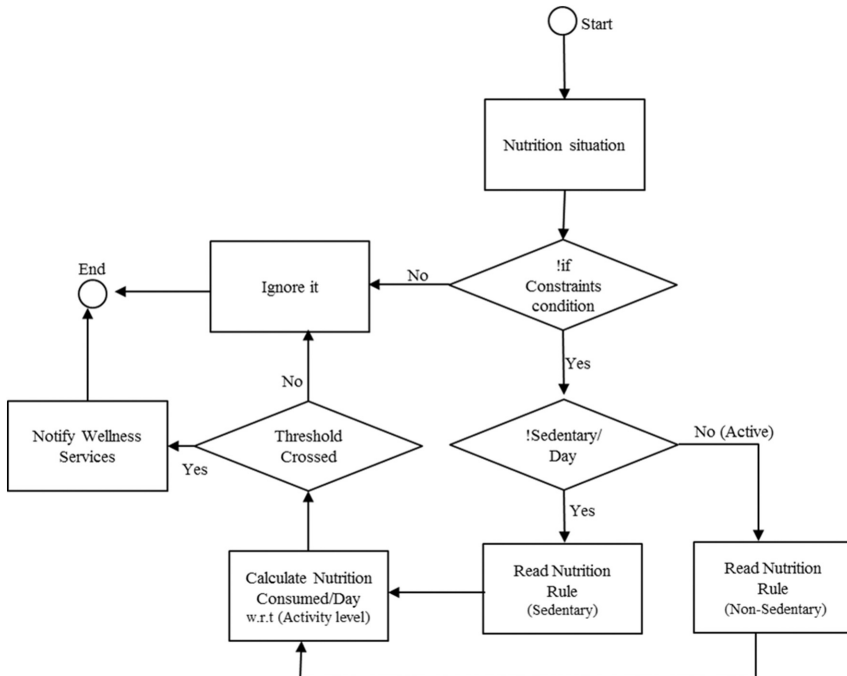 Start
Nutrition situation
!if
Constraints
condition
No
Ignore it
End
Yes
!Sedentary/
Day
No (Active)
Yes
Read Nutrition
Rule
(Non-Sedentary)
Read Nutrition
Rule
(Sedentary)
Calculate Nutrition
Consumed/Day
w.r.t (Activity level)
Threshold
Crossed
No
Yes
Notify Wellness
Services